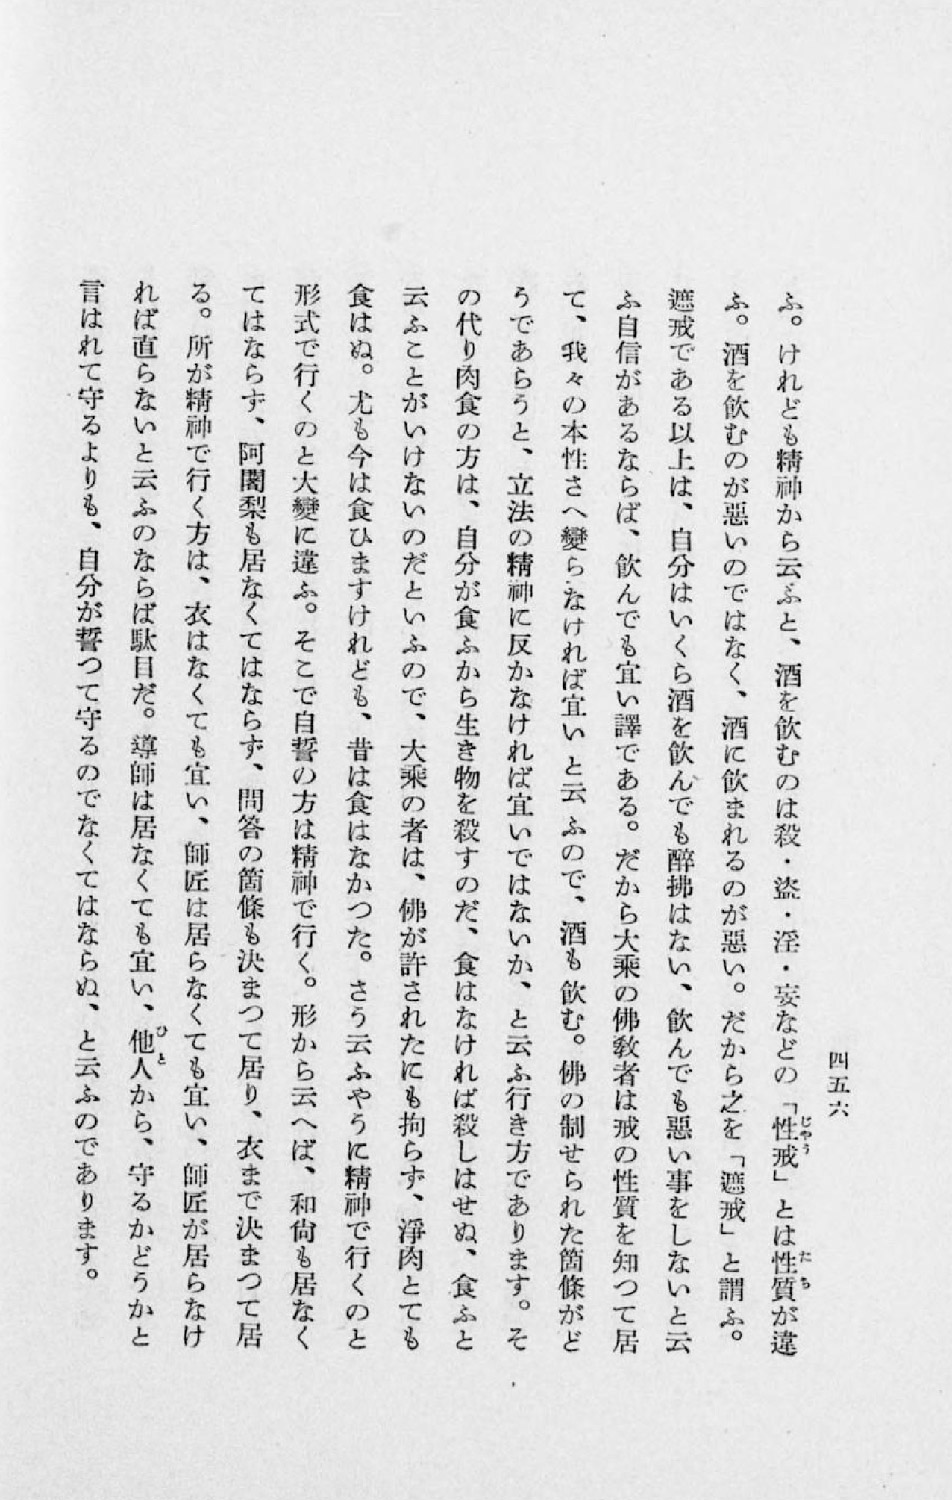 四五六
ふ。けれども精神から云ふと、酒を飮むのは殺・盜・淫・妄などの「性戒」とは性質が違
ふ。酒を飮むのが惡いのではなく、酒に飮まれるのが惡い。だから之を「遮戒」と謂ふ。
遮戒である以上は、自分はいくら酒を飮んでも醉拂はない、飮んでも惡い事をしないと云
ふ自信があるならば、飮んでも宜い譯である。だから大乘の佛敎者は戒の性質を知つて居
て、我々の本性さへ變らなければ宜いと云ふので、酒も飮む。佛の制せられた箇條がど
うであらうと、立法の精神に反かなければ宜いではないか、と云ふ行き方であります。そ
の代り肉食の方は、自分が食ふから生き物を殺すのだ、食はなければ殺しはせぬ、食ふと
云ふことがいけないのだといふので、大乘の者は、佛が許されたにも拘らず、淨肉とても
食はぬ。尤も今は食ひますけれども、昔は食はなかつた。さう云ふやうに精神で行くのと
形式で行くのと大變に違ふ。そこで自誓の方は精神で行く。形から云へば、和尙も居なく
てはならず、阿闍梨も居なくてはならず、問答の箇條も決まつて居り、衣まで決まつて居
る。所が精神で行く方は、衣はなくても宜い、師匠は居らなくても宜い、師匠が居らなけ
れば直らないと云ふのならば駄目だ。導師は居なくても宜い、他人から、守るかどうかと
言はれて守るよりも、自分が誓つて守るのでなくてはならぬ、と云ふのであります。
じやう
たち
ひと